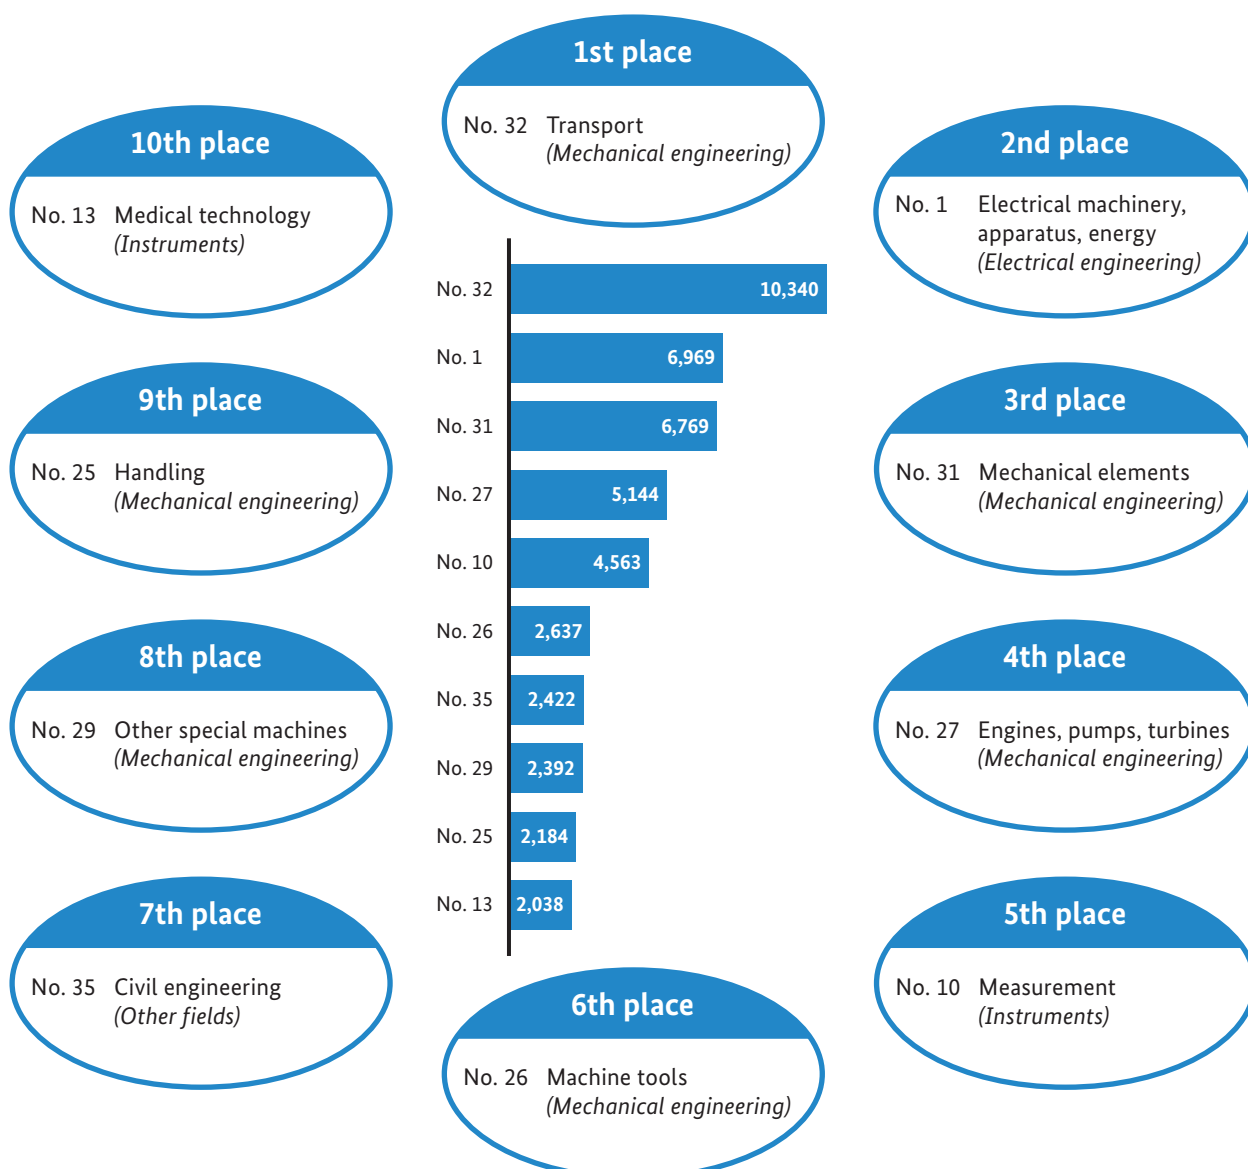 1st place
No. 32 Transport
(Mechanical engineering)
10th place
No. 13 Medical technology
(Instruments)
2nd place
No. 1 Electrical machinery,
apparatus, energy
(Electrical engineering)
No. 32 10,340
No. 1 6,969
No. 31 6,769
No. 27 5,144
No. 10 4,563
No. 26 2,637
No. 35 2,422
No. 29 2,392
No. 25 2,184
No. 13 2,038
9th place
No. 25 Handling
(Mechanical engineering)
3rd place
No. 31 Mechanical elements
(Mechanical engineering)
8th place
No. 29 Other special machines
(Mechanical engineering)
4th place
No. 27 Engines, pumps, turbines
(Mechanical engineering)
7th place
No. 35 Civil engineering
(Other fields)
5th place
No. 10 Measurement
(Instruments)
6th place
No. 26 Machine tools
(Mechanical engineering)